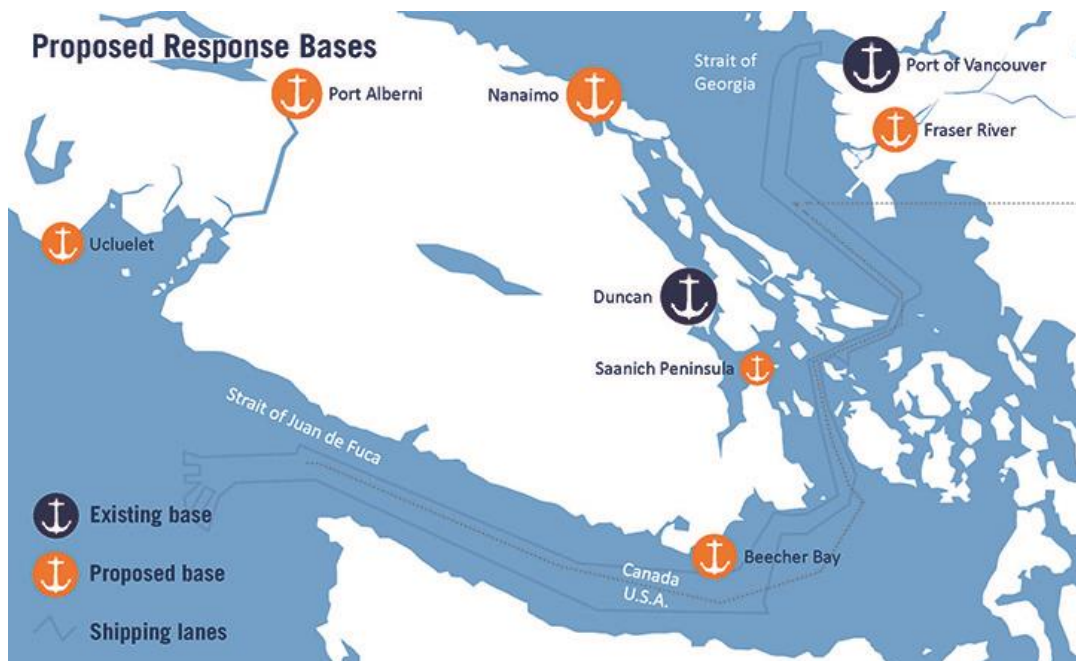 Proposed Response Bases
Strait of
Georgia
Port of Vancouver
Port Alberni
Nanaimo
Fraser River
Ucluelet
Duncan
Saanich Peninsula
Strait of Juan de Fuca
Existing base
Proposed base
Shipping lanes
Beecher Bay
Canada
U.S.A.